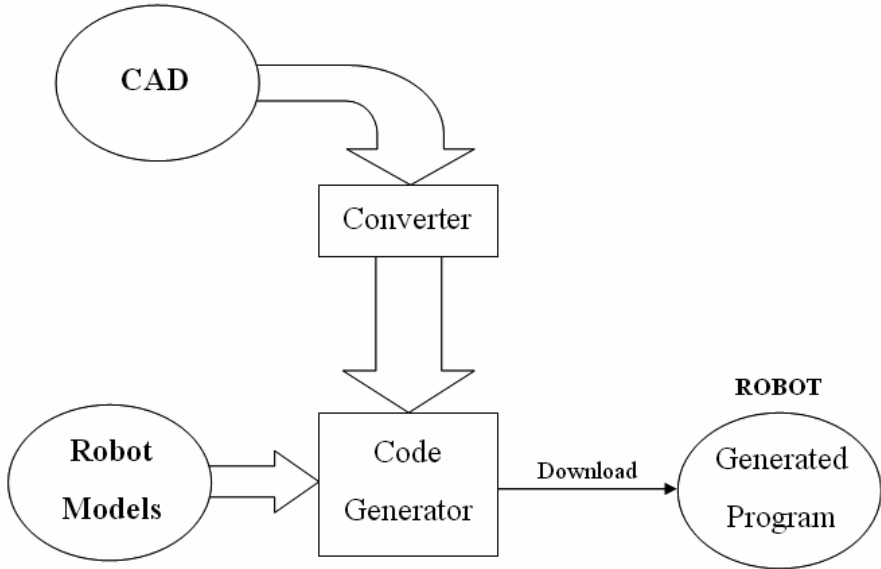 CAD
Converter
Robot
Models
Code
Generator
Download
ROBOT
Generated
Program